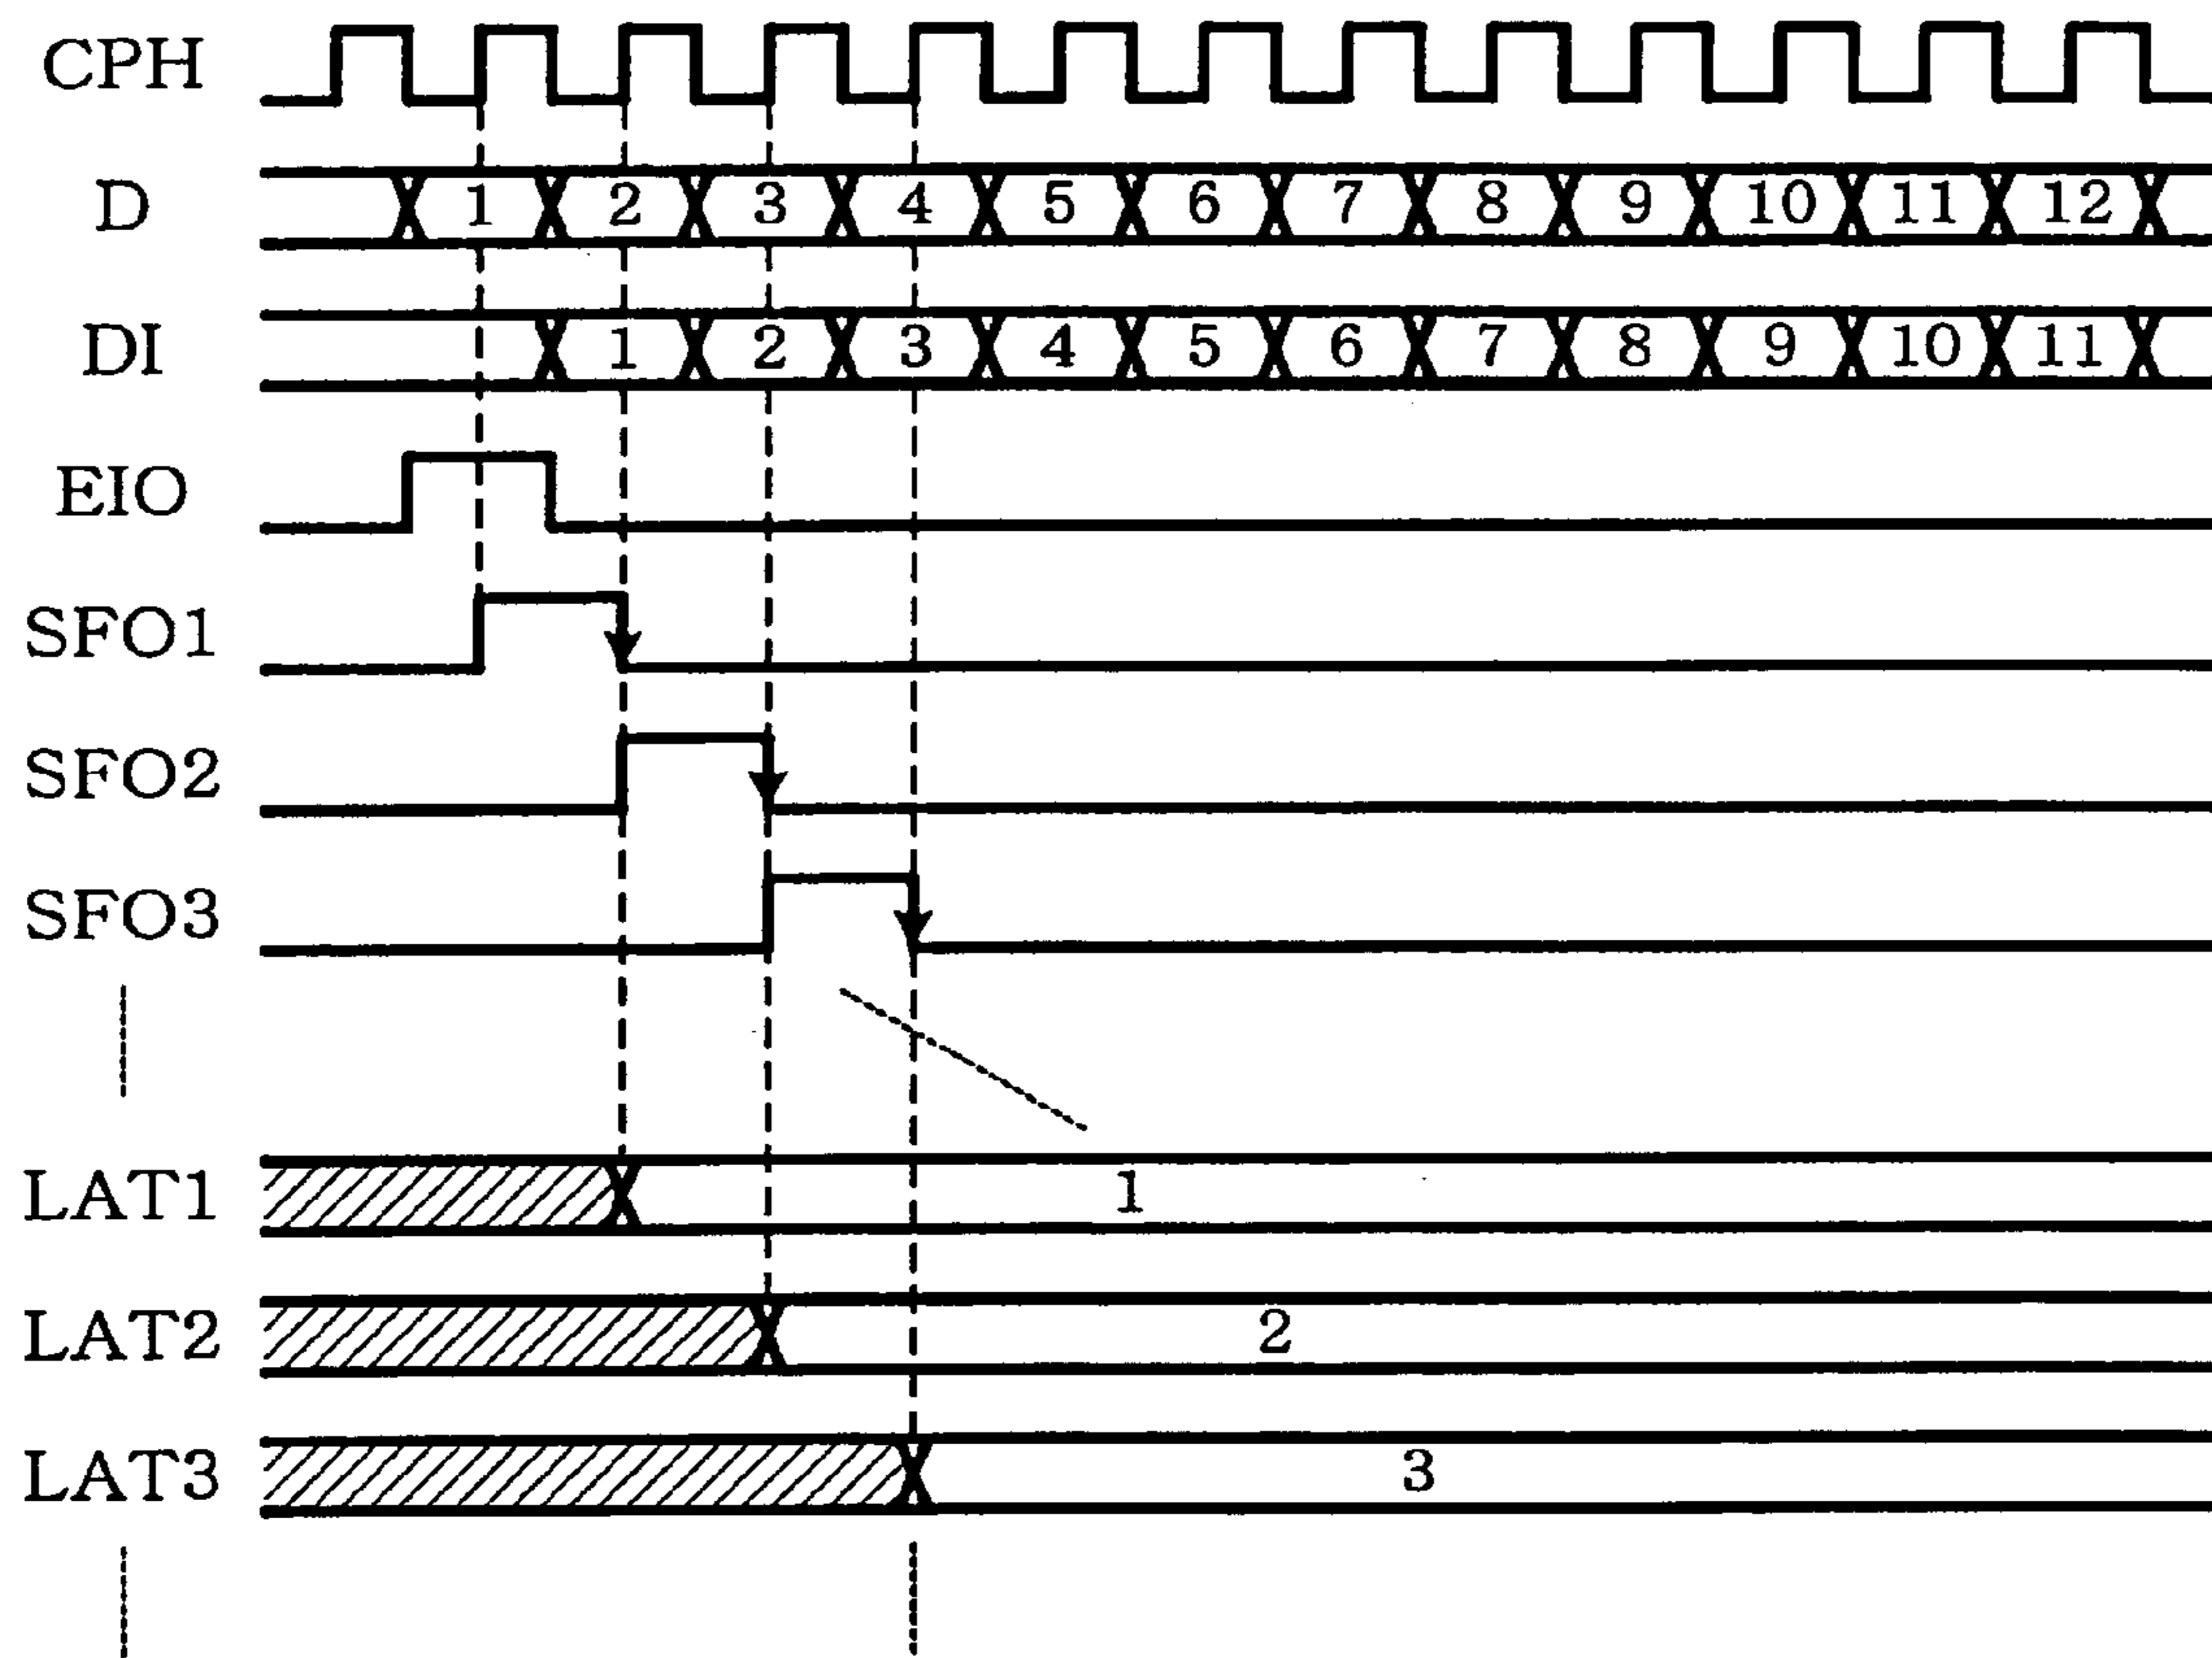 CPH
D 1 2 3 4 5 6 7 8 9 10 11 12
DI 1 2 3 4 5 6 7 8 9 10 11
EIO
SFO1
SFO2
SFO3
LAT1 1
LAT2 2
LAT3 3